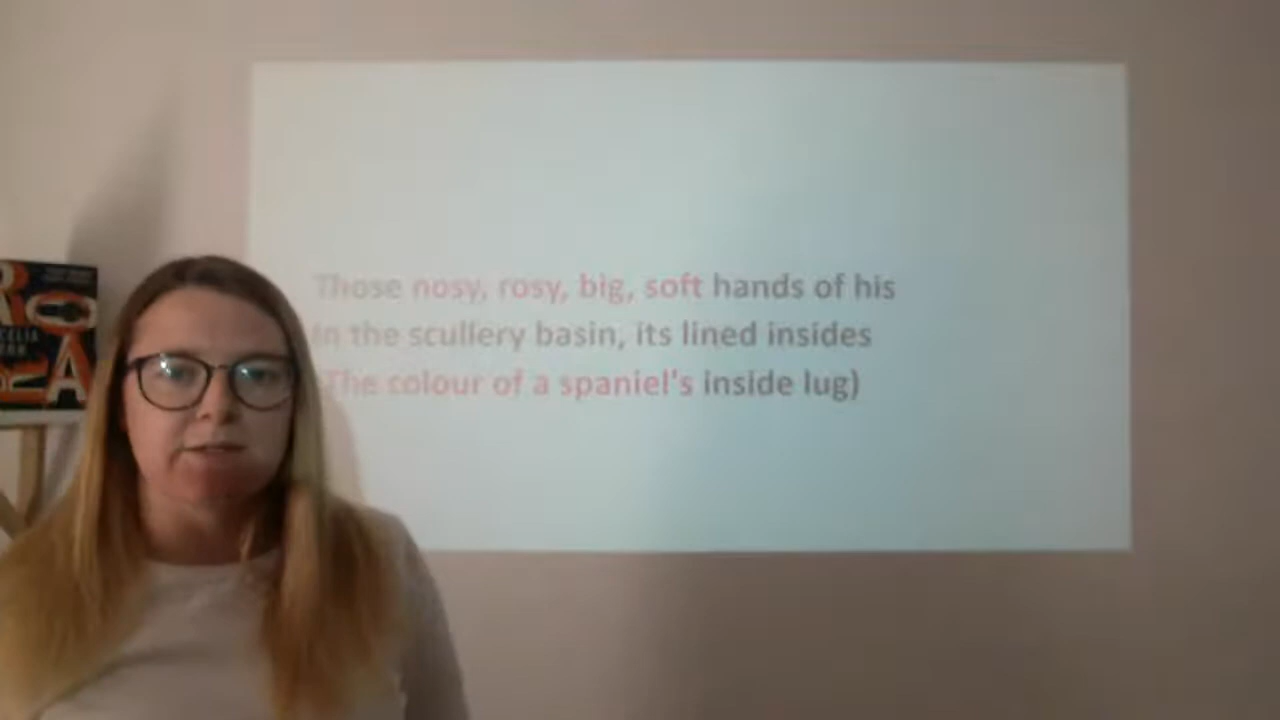 Those nosy, rosy, big, soft hands of his
In the scullery basin, its lined insides
(The colour of a spaniel's inside lug)
R
O
A